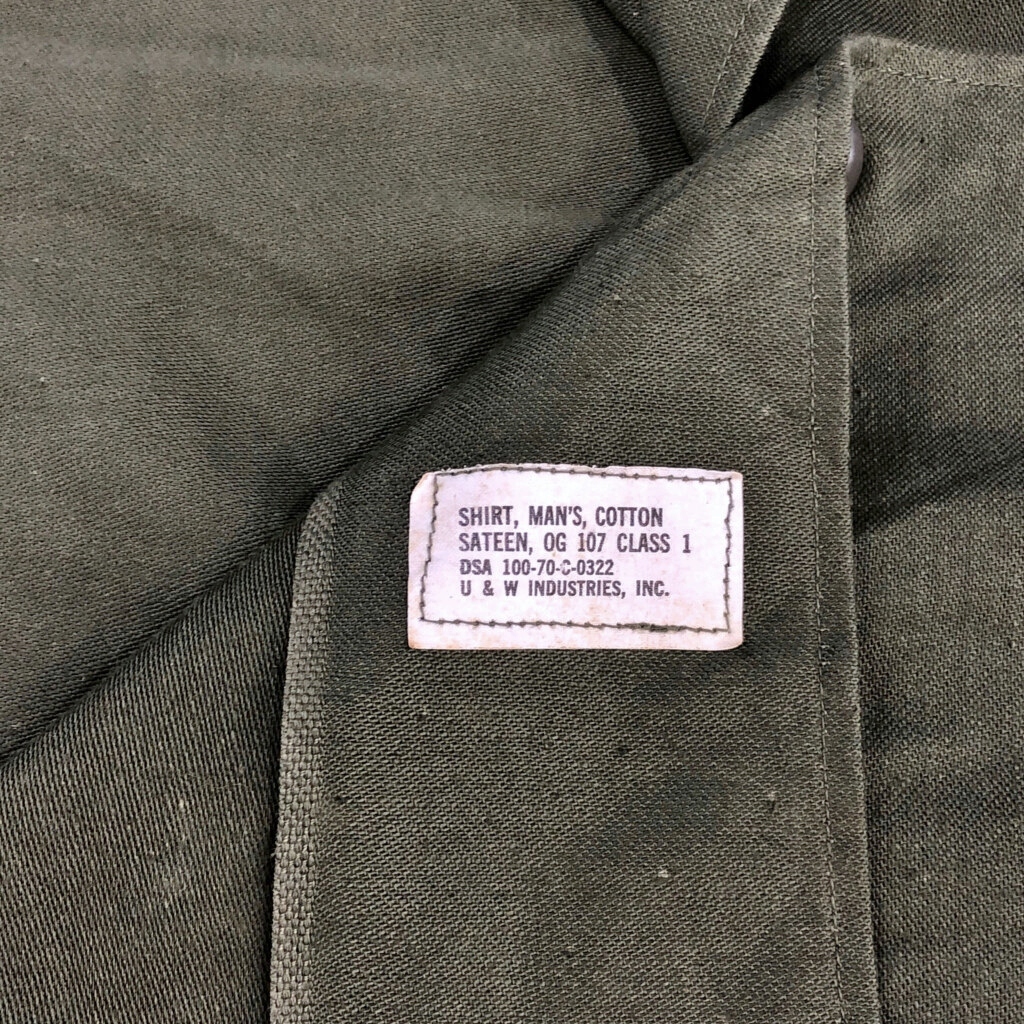 SHIRT, MAN'S, COTTON
SATEEN, OG 107 CLASS 1
DSA 100-70-C-0322
U & W INDUSTRIES, INC.